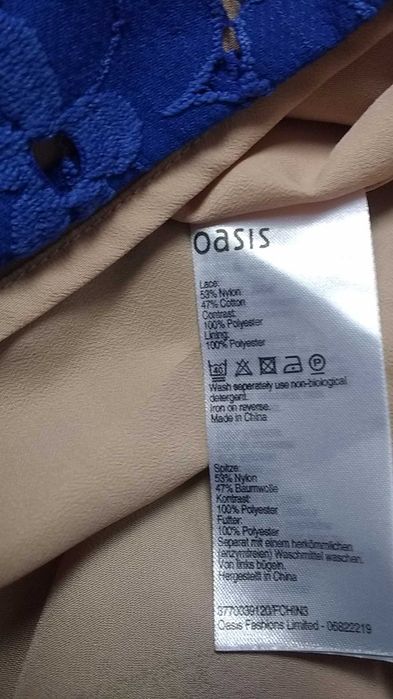 oasis
Lace:
53% Nylon
47% Cotton
Contrast:
100% Polyester
Lining:
100% Polyester
40 P
Wash separately use non-biological
detergent.
Iron on reverse.
Made in China
Spitze:
53% Nylon
47% Baumwolle
Kontrast:
100% Polyester
Futter:
100% Polyester
Separat mit einem herkömmlichen
(enzymfreien) Waschmittel waschen.
Von links bügeln.
Hergestellt in China
3770039120/FCHIN3
Oasis Fashions Limited - 06822219